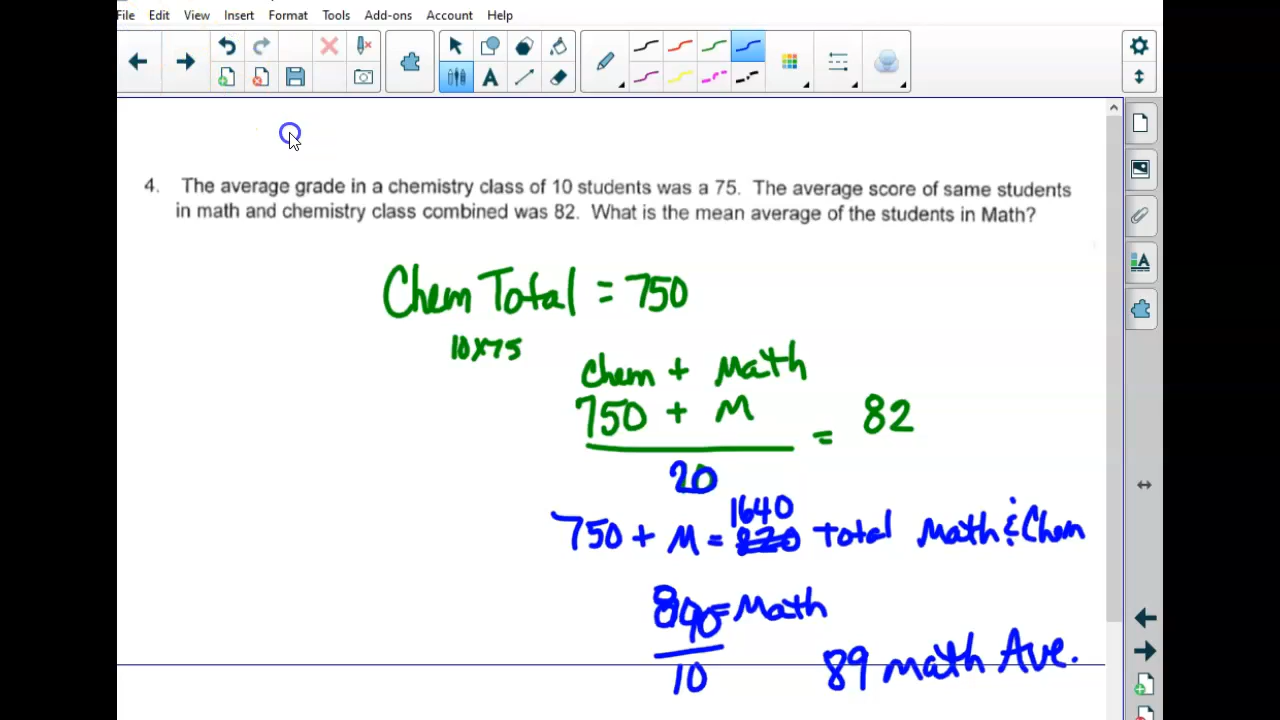 File Edit View Insert Format Tools Add-ons Account Help
A
A
4. The average grade in a chemistry class of 10 students was a 75. The average score of same students
in math and chemistry class combined was 82. What is the mean average of the students in Math?
Chem Total = 750
10x75
Chem + Math
750 + M
= 82
20
1640
750 + M = 820 total Math & Chem
890 = Math
10
89 math Ave.